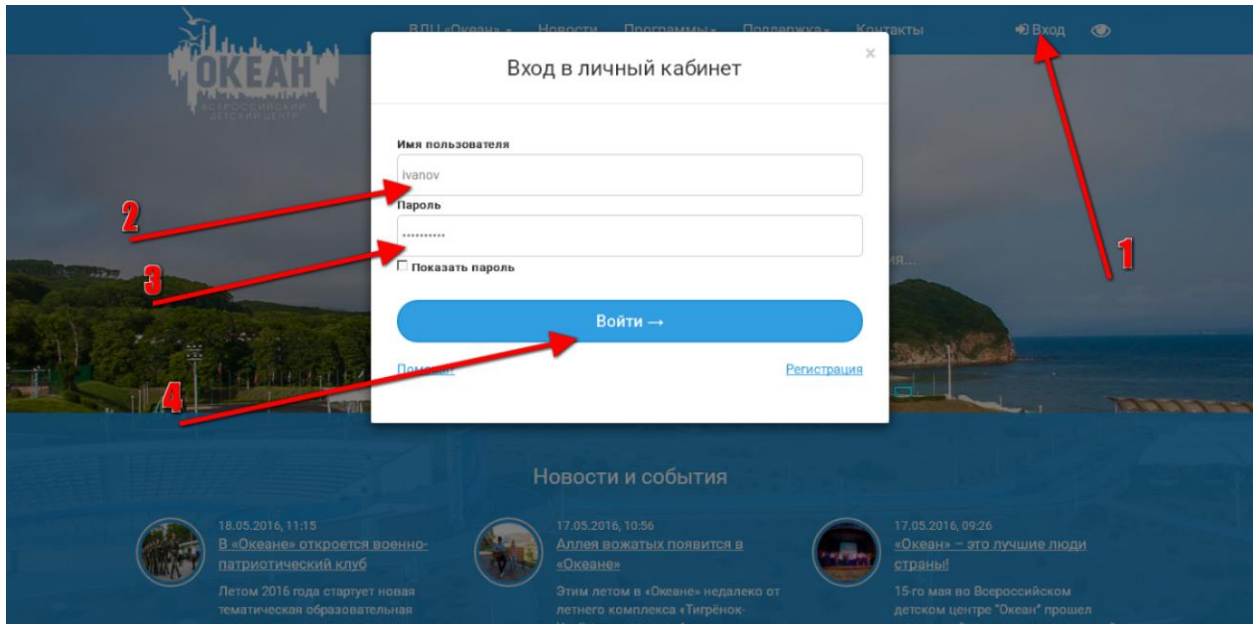 ВДЦ «Океан» Новости Программы Поддержка Контакты Вход
ОКЕАН
ВСЕРОССИЙСКИЙ
ДЕТСКИЙ ЦЕНТР
Вход в личный кабинет
×
1
Имя пользователя
ivanov
2
Пароль
••••••••••
3
Показать пароль
Войти →
4
Регистрация
Новости и события
18.05.2016, 11:15
В «Океане» откроется военно-
патриотический клуб
Летом 2016 года стартует новая
тематическая образовательная
17.05.2016, 10:56
Аллея вожатых появится в
«Океане»
Этим летом в «Океане» недалеко от
летнего комплекса «Тигрёнок-
17.05.2016, 09:26
«Океан» – это лучшие люди
страны!
15-го мая во Всероссийском
детском центре "Океан" прошел